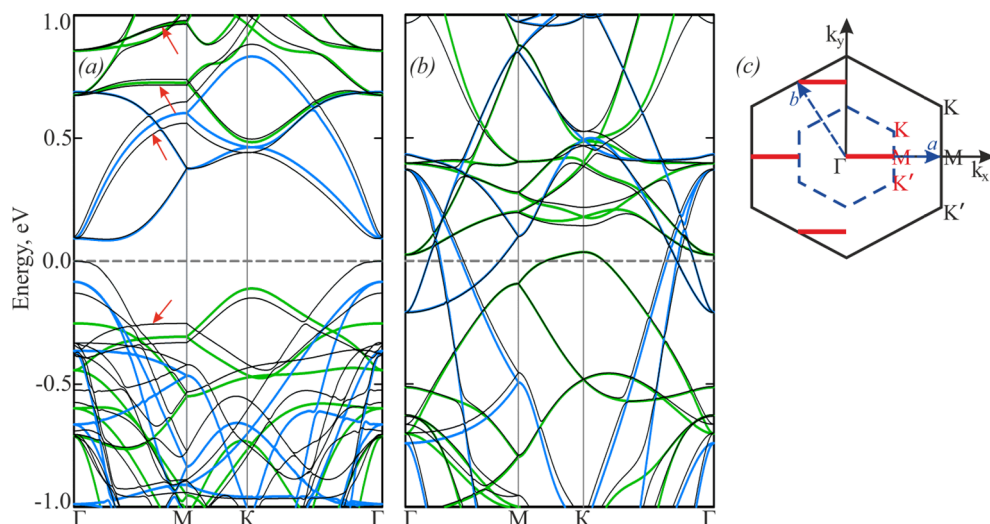 1.0
0.5
0.0
-0.5
-1.0
Energy, eV
(a)
Γ M K Γ
(b)
Γ M K Γ
(c)
k_y
K
b
K
a
Γ M M
k_x
K′
K′